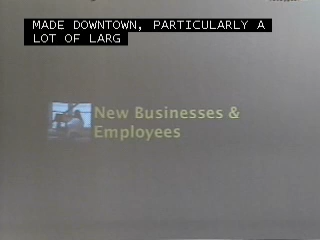 MADE DOWNTOWN, PARTICULARLY A
LOT OF LARG
New Businesses &
Employees